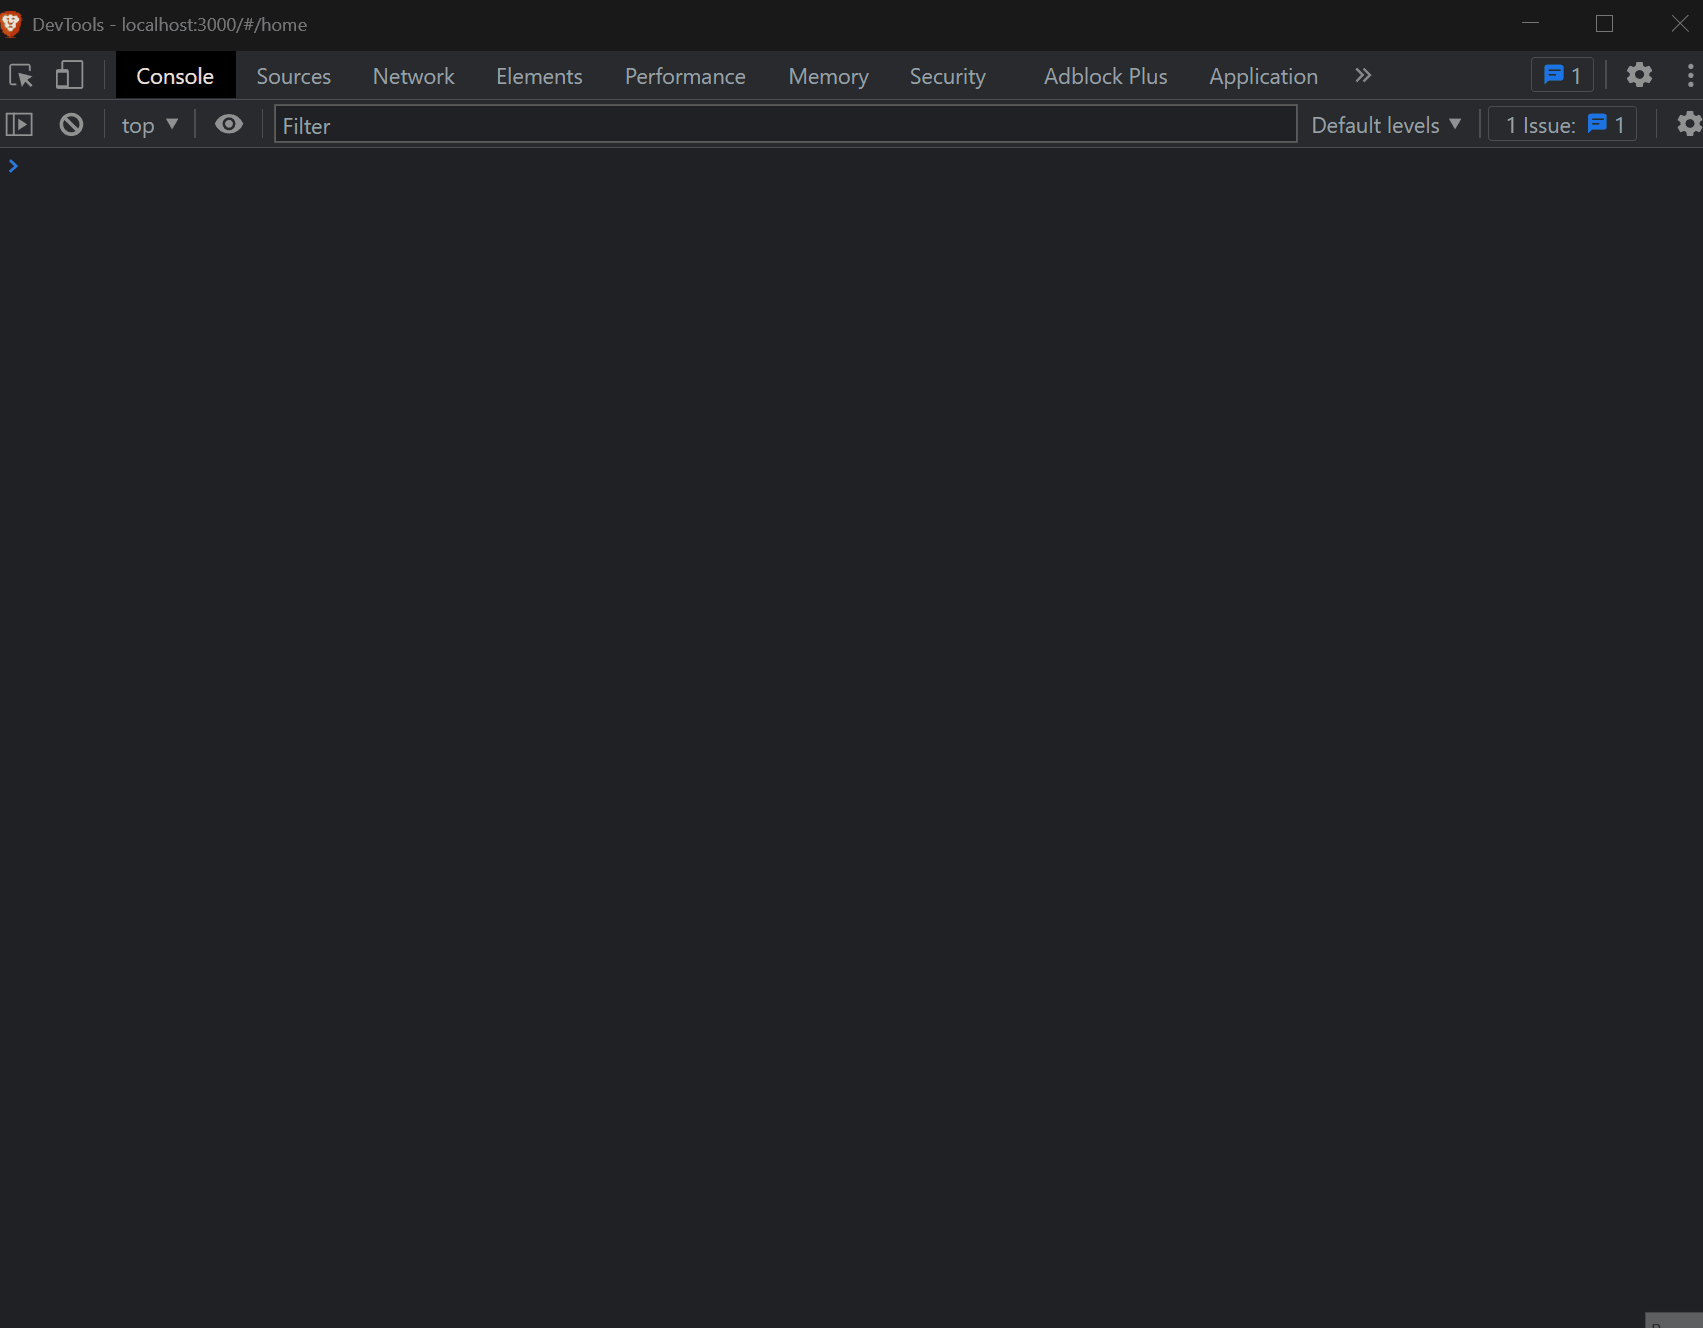 DevTools - localhost:3000/#/home
Console Sources Network Elements Performance Memory Security Adblock Plus Application 1
top Filter Default levels 1 Issue: 1